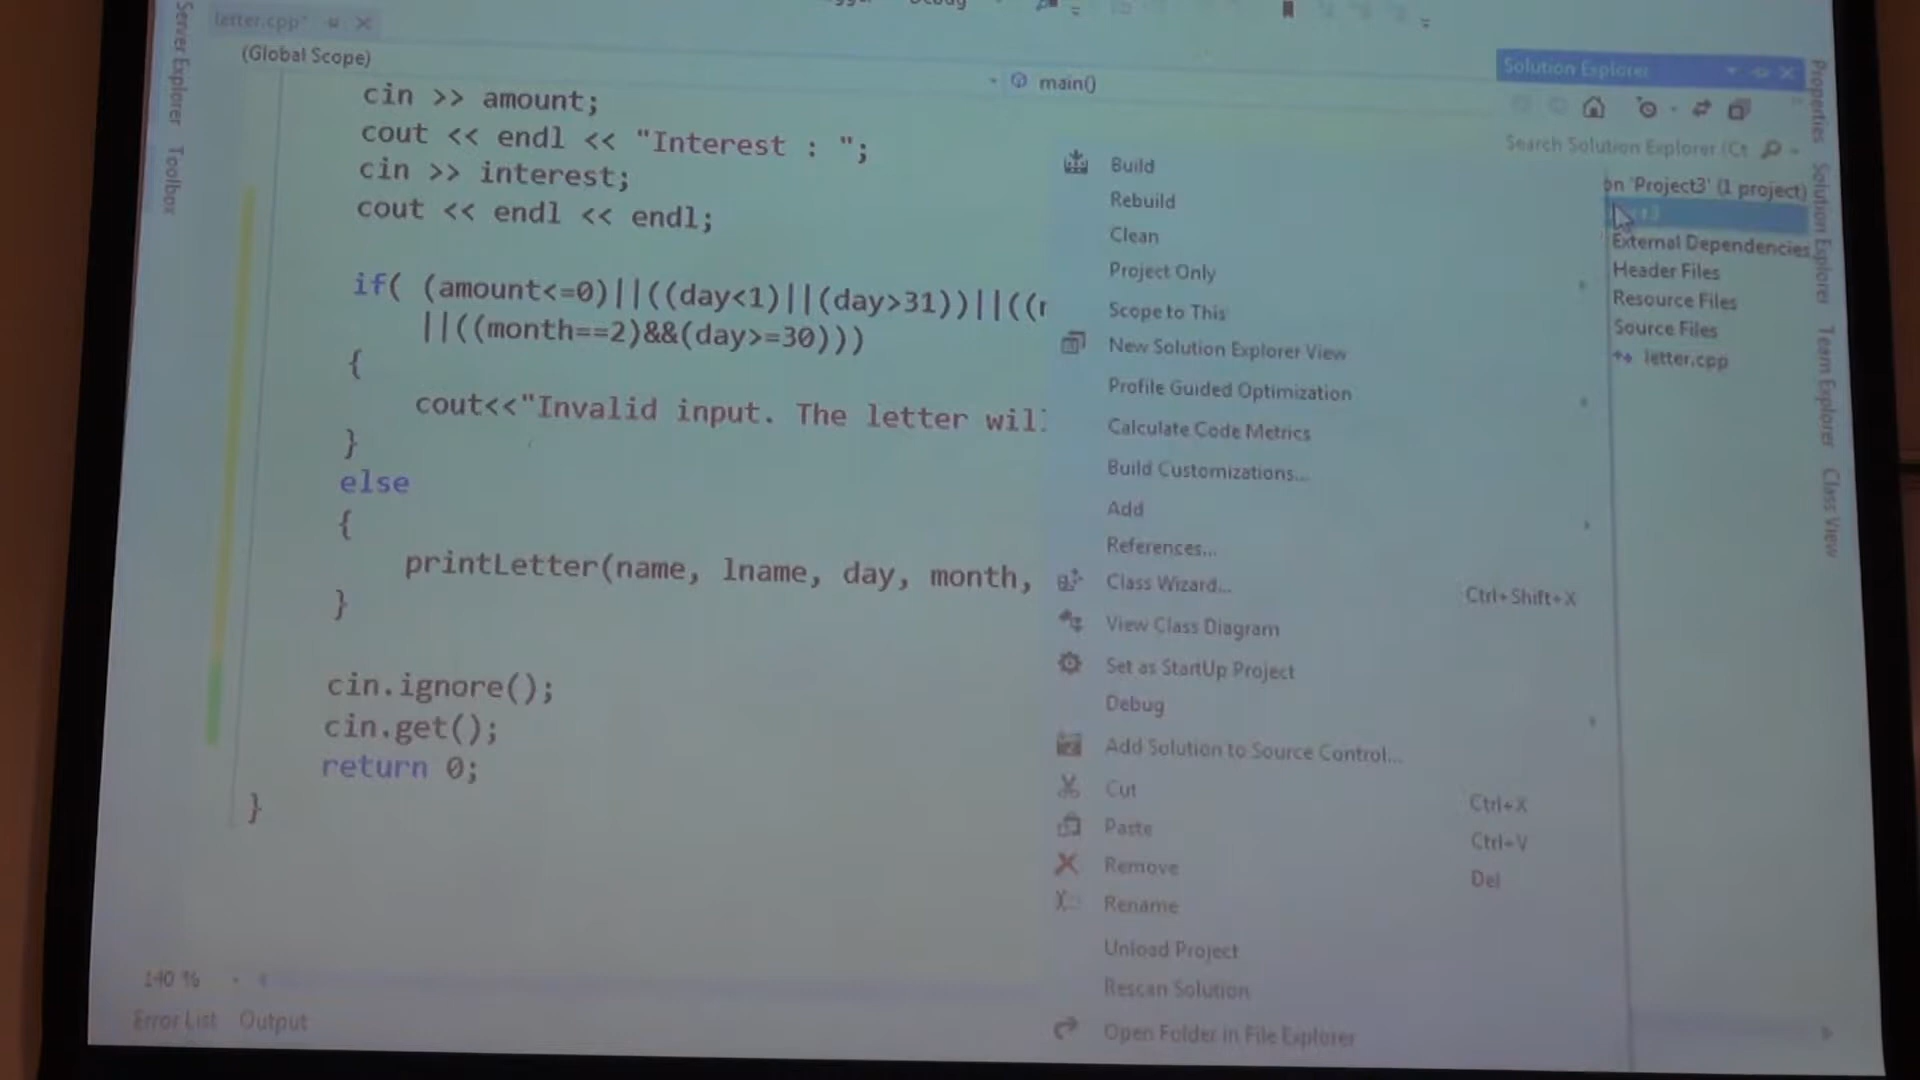 letter.cpp*
(Global Scope)
main()
cin >> amount;
cout << endl << "Interest : ";
cin >> interest;
cout << endl << endl;
if( (amount<=0)||((day<1)||(day>31))||((
||((month==2)&&(day>=30)))
{
cout<<"Invalid input. The letter wil
}
else
{
printLetter(name, lname, day, month,
}
cin.ignore();
cin.get();
return 0;
}
140 %
Error List Output
Server Explorer
Toolbox
Build
Rebuild
Clean
Project Only
Scope to This
New Solution Explorer View
Profile Guided Optimization
Calculate Code Metrics
Build Customizations...
Add
References...
Class Wizard... Ctrl+Shift+X
View Class Diagram
Set as StartUp Project
Debug
Add Solution to Source Control...
Cut Ctrl+X
Paste Ctrl+V
Remove Del
Rename
Unload Project
Rescan Solution
Open Folder in File Explorer
Solution Explorer
Search Solution Explorer (Ct
on 'Project3' (1 project)
External Dependencies
Header Files
Resource Files
Source Files
letter.cpp
Properties
Solution Explorer
Team Explorer
Class View